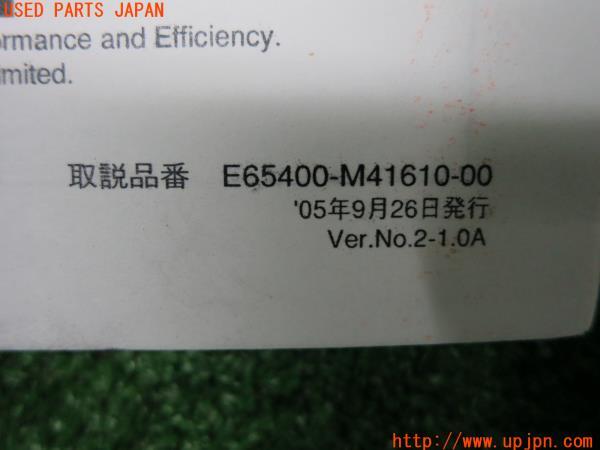 USED PARTS JAPAN
ormance and Efficiency.
imited.
取説品番 E65400-M41610-00
'05年9月26日発行
Ver.No.2-1.0A
http://www.upjpn.com/